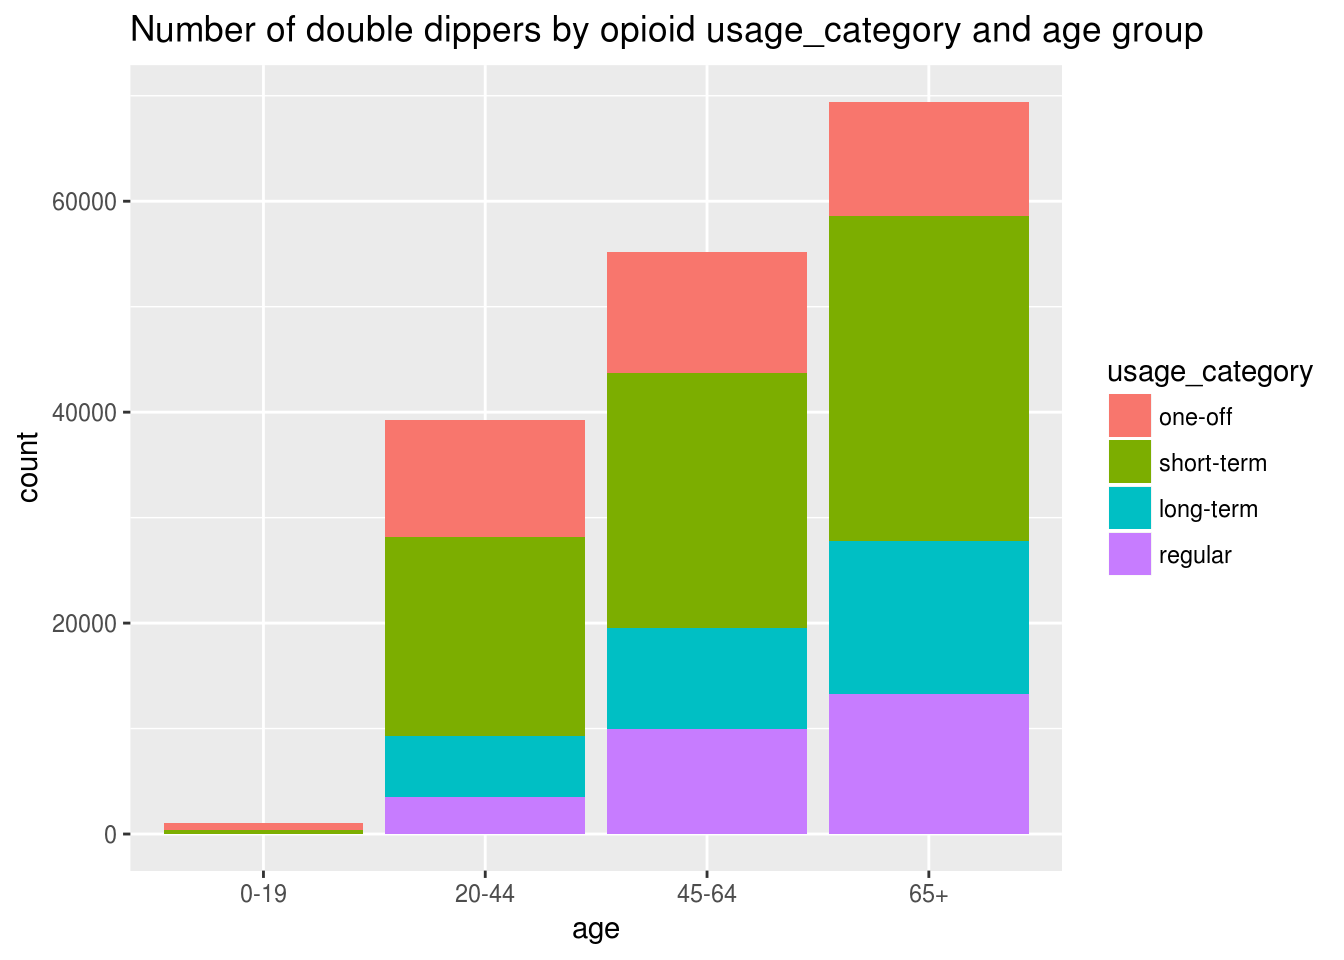 Number of double dippers by opioid usage_category and age group
60000
40000
20000
0
count
0-19
20-44
45-64
65+
age
usage_category
one-off
short-term
long-term
regular